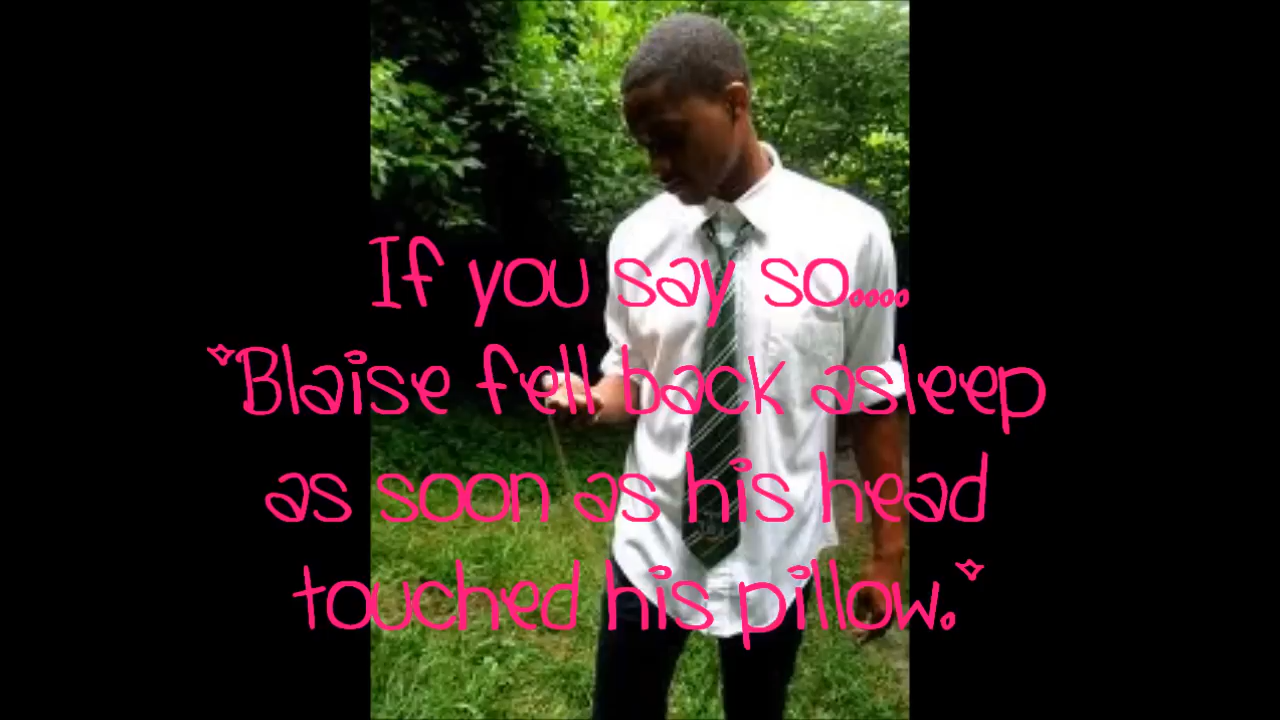 If you say so....
*Blaise fell back asleep
as soon as his head
touched his pillow.*